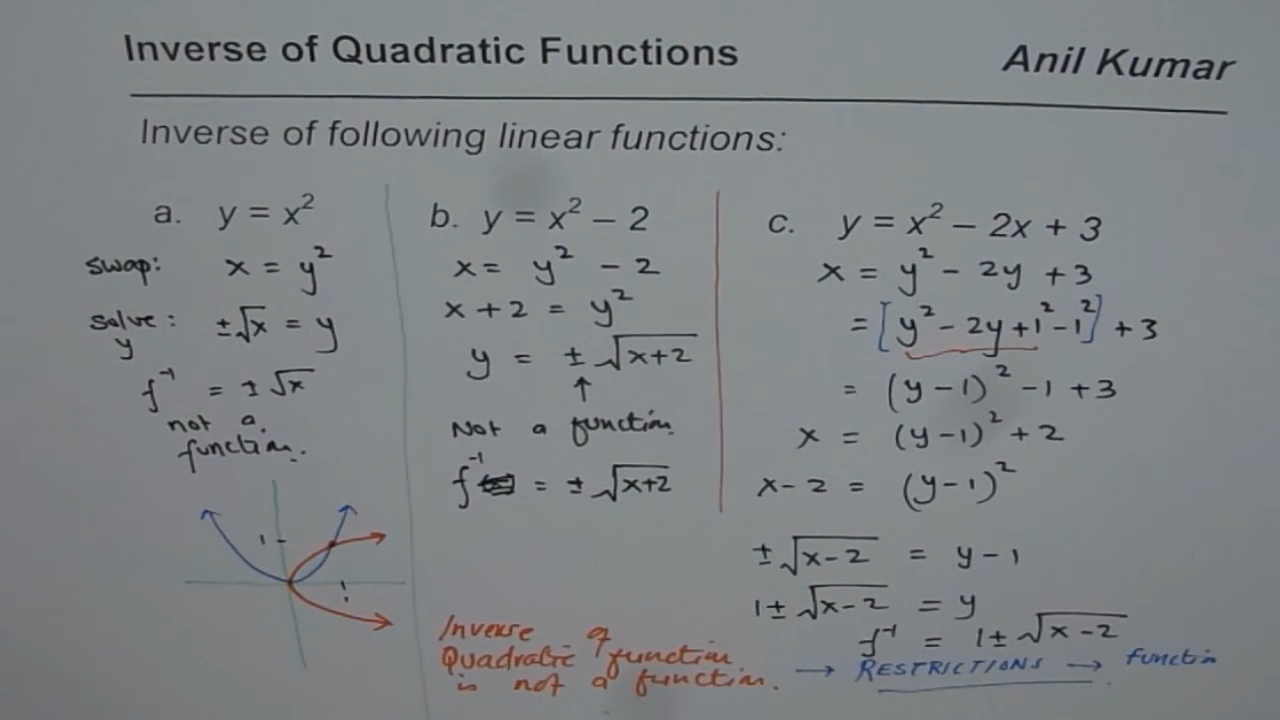 Inverse of Quadratic Functions
Anil Kumar
Inverse of following linear functions:
a. y = x²
swap: x = y²
solve: ±√x = y
y
f⁻¹ = ±√x
not a
function.
1
1
b. y = x² − 2
x = y² − 2
x + 2 = y²
y = ± √(x+2)
↑
Not a function
f⁻¹ = ± √(x+2)
c. y = x² − 2x + 3
x = y² − 2y + 3
= [y² − 2y + 1² − 1²] + 3
= (y − 1)² − 1 + 3
x = (y − 1)² + 2
x − 2 = (y − 1)²
± √(x − 2) = y − 1
1 ± √(x − 2) = y
f⁻¹ = 1 ± √(x − 2)
Inverse of
Quadratic function
is not a function.
→ RESTRICTIONS → functin